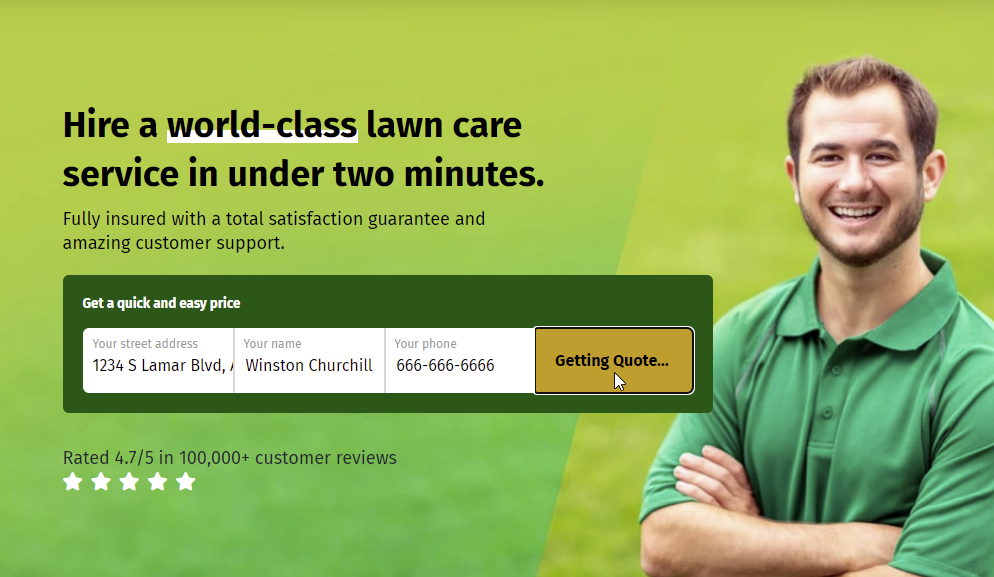 Hire a world-class lawn care
service in under two minutes.
Fully insured with a total satisfaction guarantee and
amazing customer support.
Get a quick and easy price
Your street address
1234 S Lamar Blvd,
Your name
Winston Churchill
Your phone
666-666-6666
Getting Quote...
Rated 4.7/5 in 100,000+ customer reviews